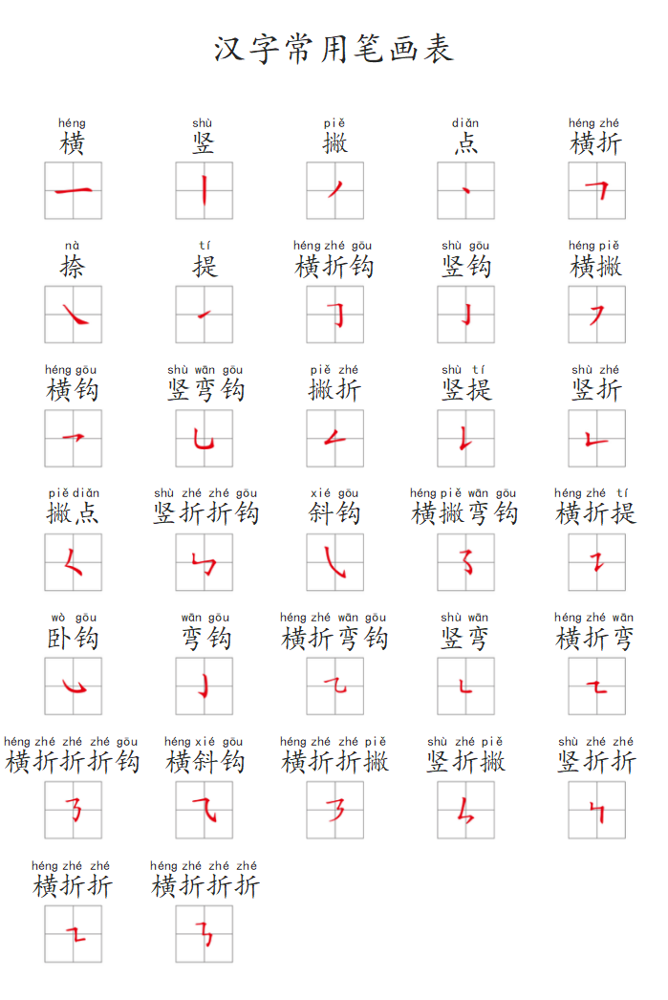 汉字常用笔画表
héng shù piě diǎn héng zhé
横 竖 撇 点 横折
nà tí héng zhé gōu shù gōu héng piě
捺 提 横折钩 竖钩 横撇
héng gōu shù wān gōu piě zhé shù tí shù zhé
横钩 竖弯钩 撇折 竖提 竖折
piě diǎn shù zhé zhé gōu xié gōu héng piě wān gōu héng zhé tí
撇点 竖折折钩 斜钩 横撇弯钩 横折提
wò gōu wān gōu héng zhé wān gōu shù wān héng zhé wān
卧钩 弯钩 横折弯钩 竖弯 横折弯
héng zhé zhé zhé gōu héng xié gōu héng zhé zhé piě shù zhé piě shù zhé zhé
横折折折钩 横斜钩 横折折撇 竖折撇 竖折折
héng zhé zhé héng zhé zhé zhé
横折折 横折折折